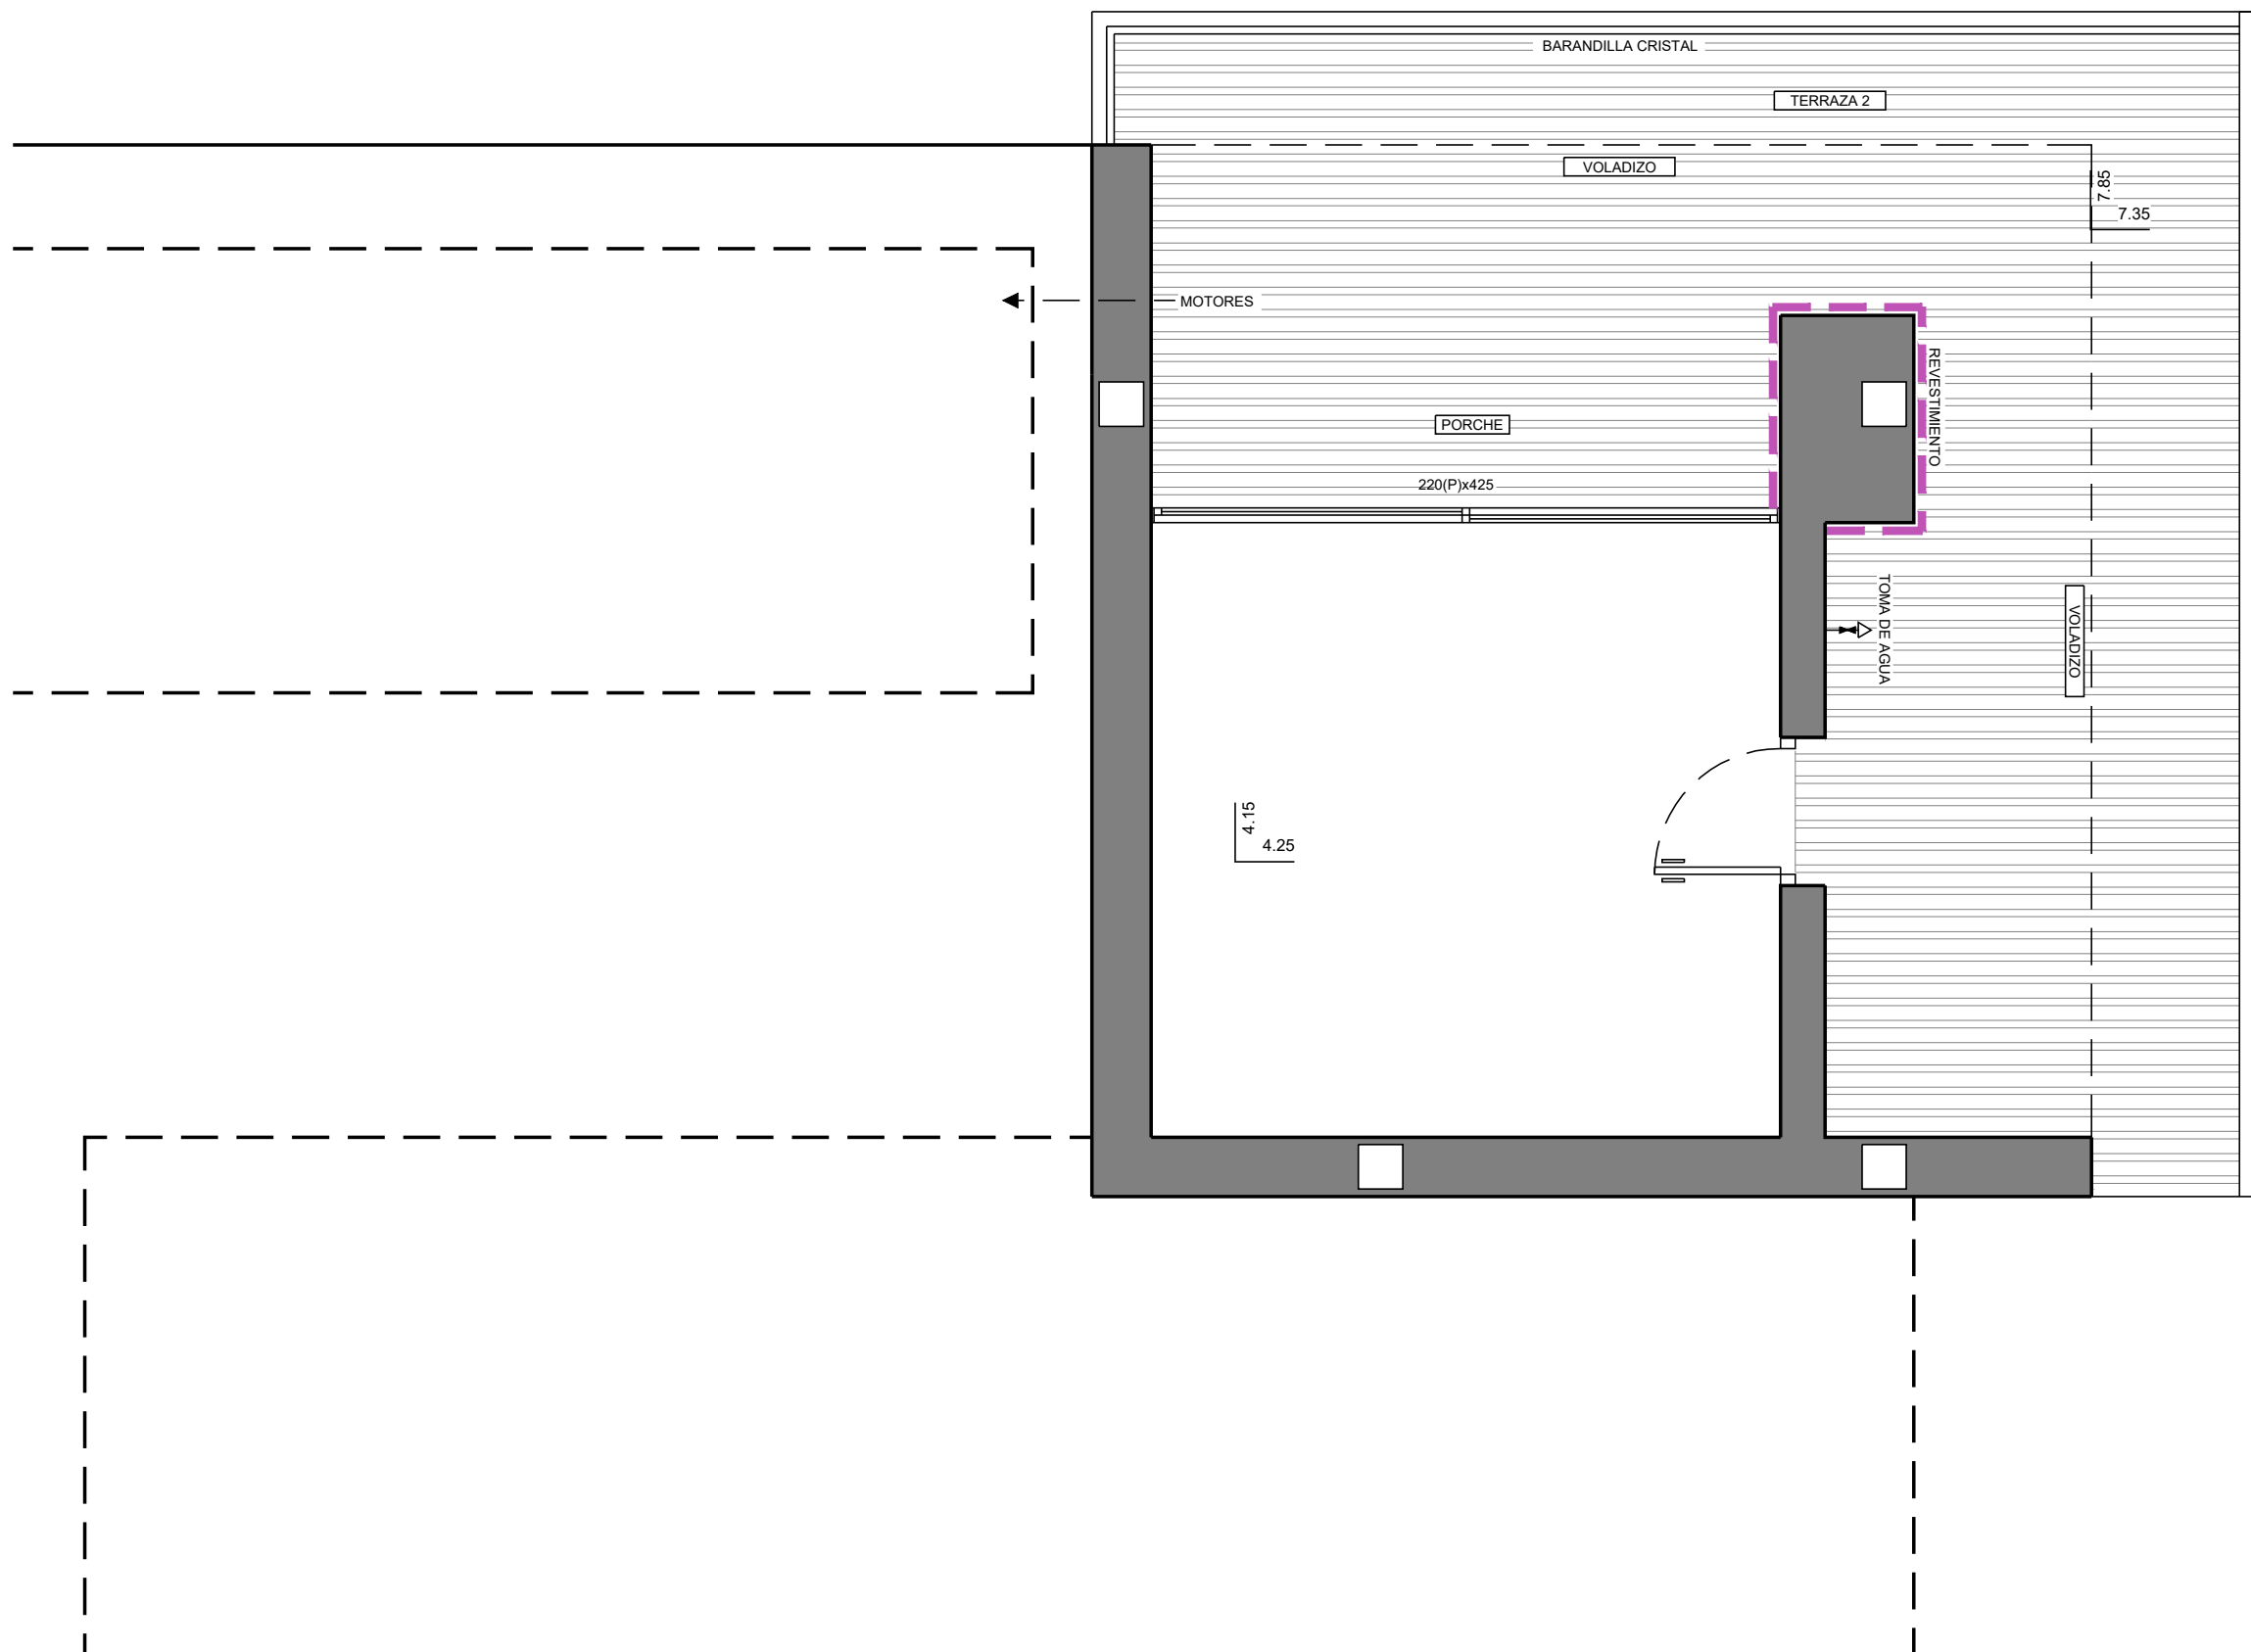 BARANDILLA CRISTAL
TERRAZA 2
VOLADIZO
7.85
7.35
MOTORES
REVESTIMIENTO
PORCHE
220(P)x425
TOMA DE AGUA
VOLADIZO
4.15
4.25